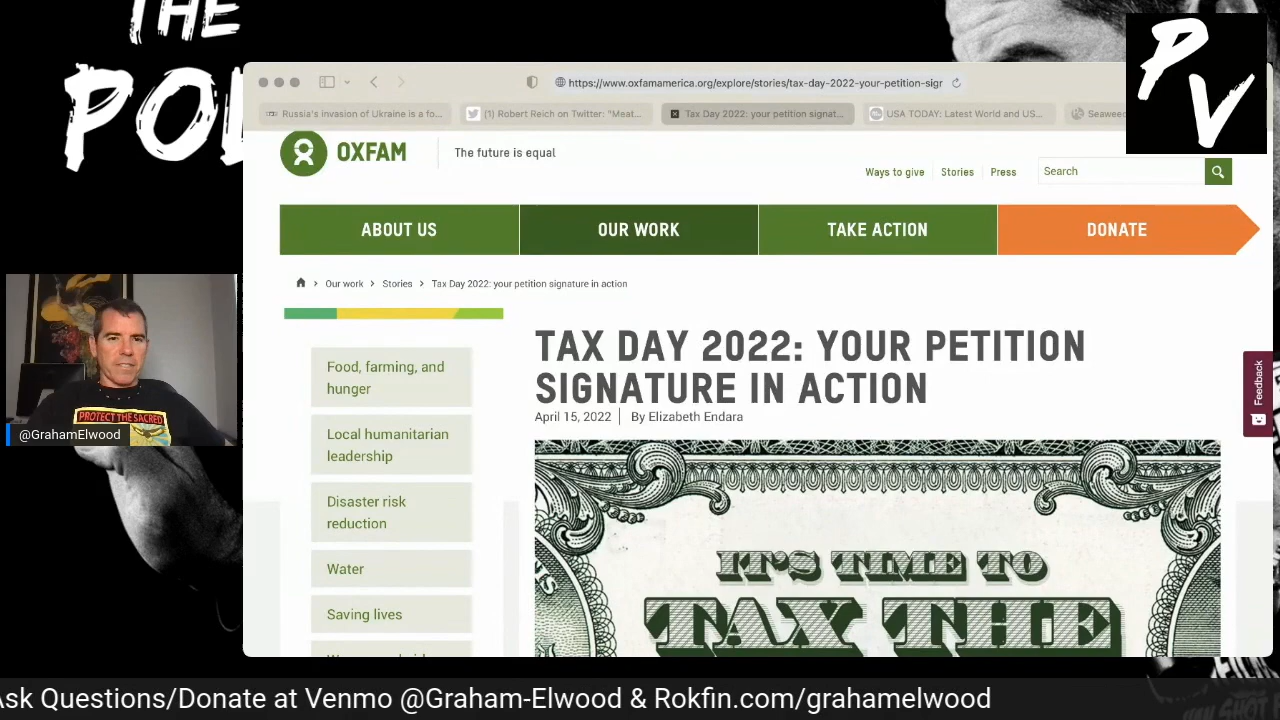 THE
https://www.oxfamamerica.org/explore/stories/tax-day-2022-your-petition-sigr
Russia's invasion of Ukraine is a fo...
(1) Robert Reich on Twitter: "Meat...
Tax Day 2022: your petition signat...
USA TODAY: Latest World and US...
Seaweed
PV
OXFAM
The future is equal
Ways to give
Stories
Press
Search
ABOUT US
OUR WORK
TAKE ACTION
DONATE
Our work > Stories > Tax Day 2022: your petition signature in action
Food, farming, and
hunger
Local humanitarian
leadership
Disaster risk
reduction
Water
Saving lives
TAX DAY 2022: YOUR PETITION
SIGNATURE IN ACTION
April 15, 2022 | By Elizabeth Endara
IT'S TIME TO
TAX THE
Feedback
PROTECT THE SACRED
@GrahamElwood
Ask Questions/Donate at Venmo @Graham-Elwood & Rokfin.com/grahamelwood